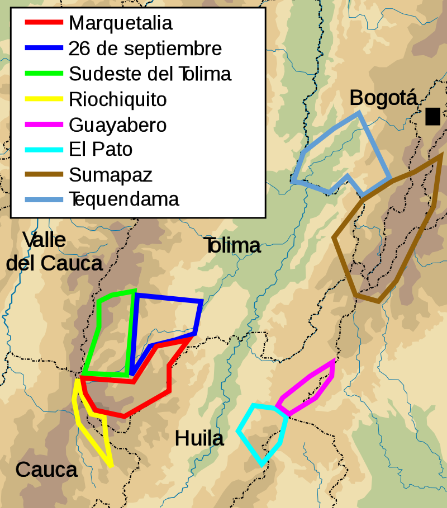 Marquetalia
26 de septiembre
Sudeste del Tolima
Riochiquito
Guayabero
El Pato
Sumapaz
Tequendama
Bogotá
Valle
del Cauca
Tolima
Huila
Cauca